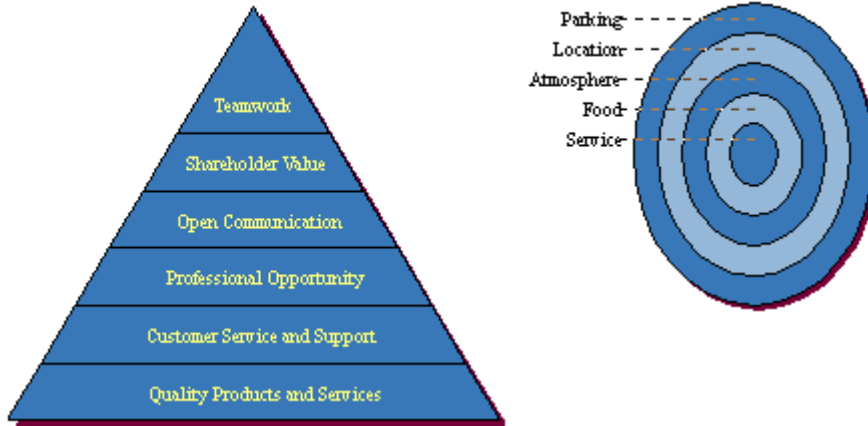 Teamwork
Shareholder Value
Open Communication
Professional Opportunity
Customer Service and Support
Quality Products and Services
Parking
Location
Atmosphere
Food
Service